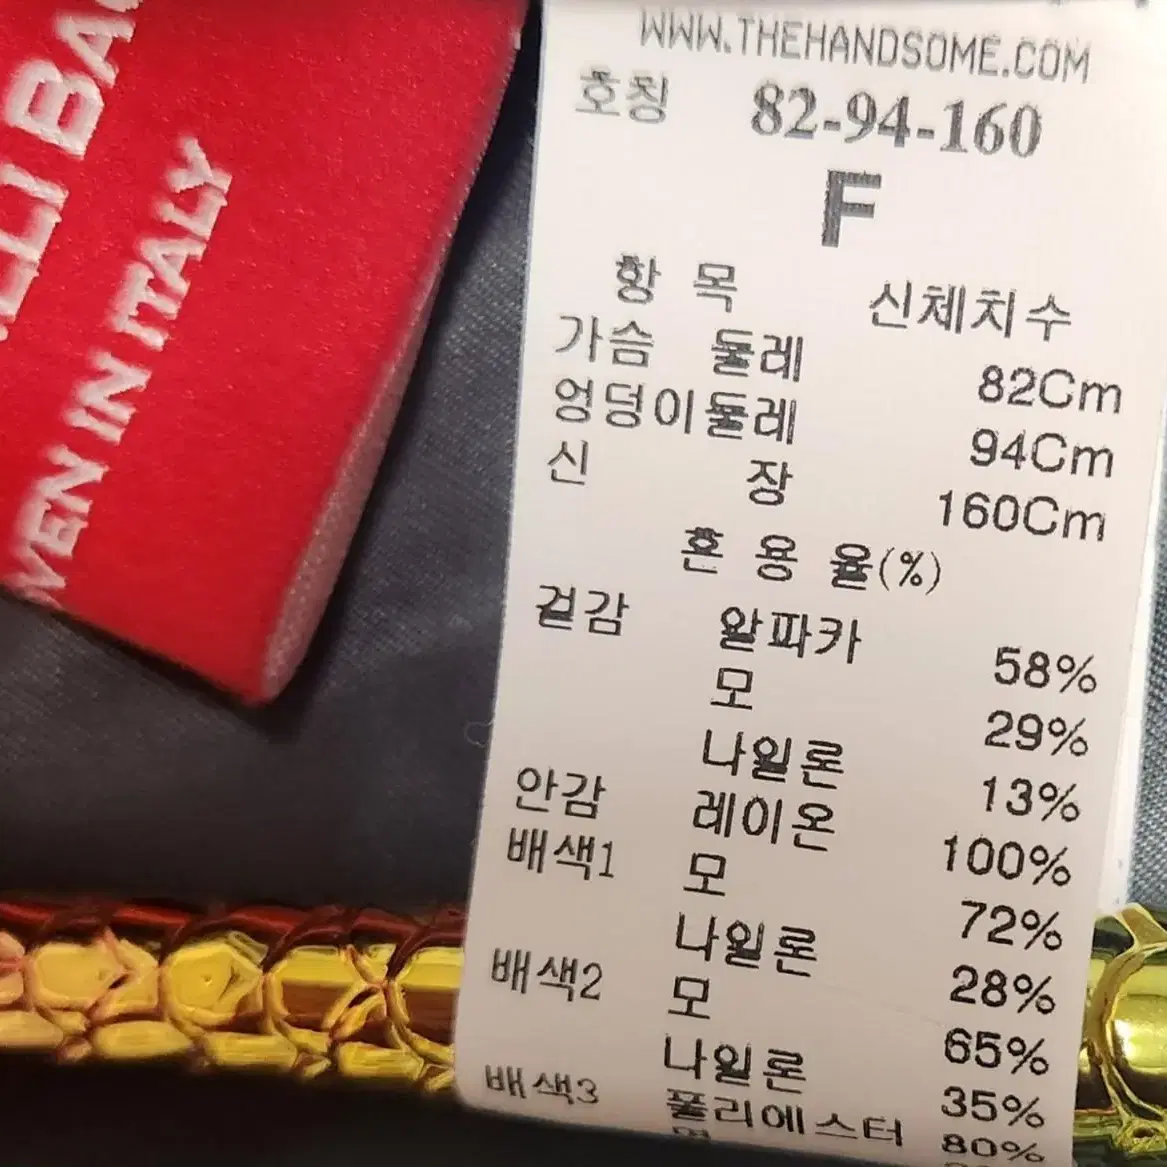 LLI BA
VEN IN ITALY
WWW.THEHANDSOME.COM
호칭 82-94-160
F
항 목 신체치수
가슴 둘레 82Cm
엉덩이둘레 94Cm
신 장 160Cm
혼 용 율(%)
겉감 알파카 58%
모 29%
나일론 13%
안감 레이온 100%
배색1 모 72%
나일론 28%
배색2 모 65%
나일론 35%
배색3 폴리에스터 80%